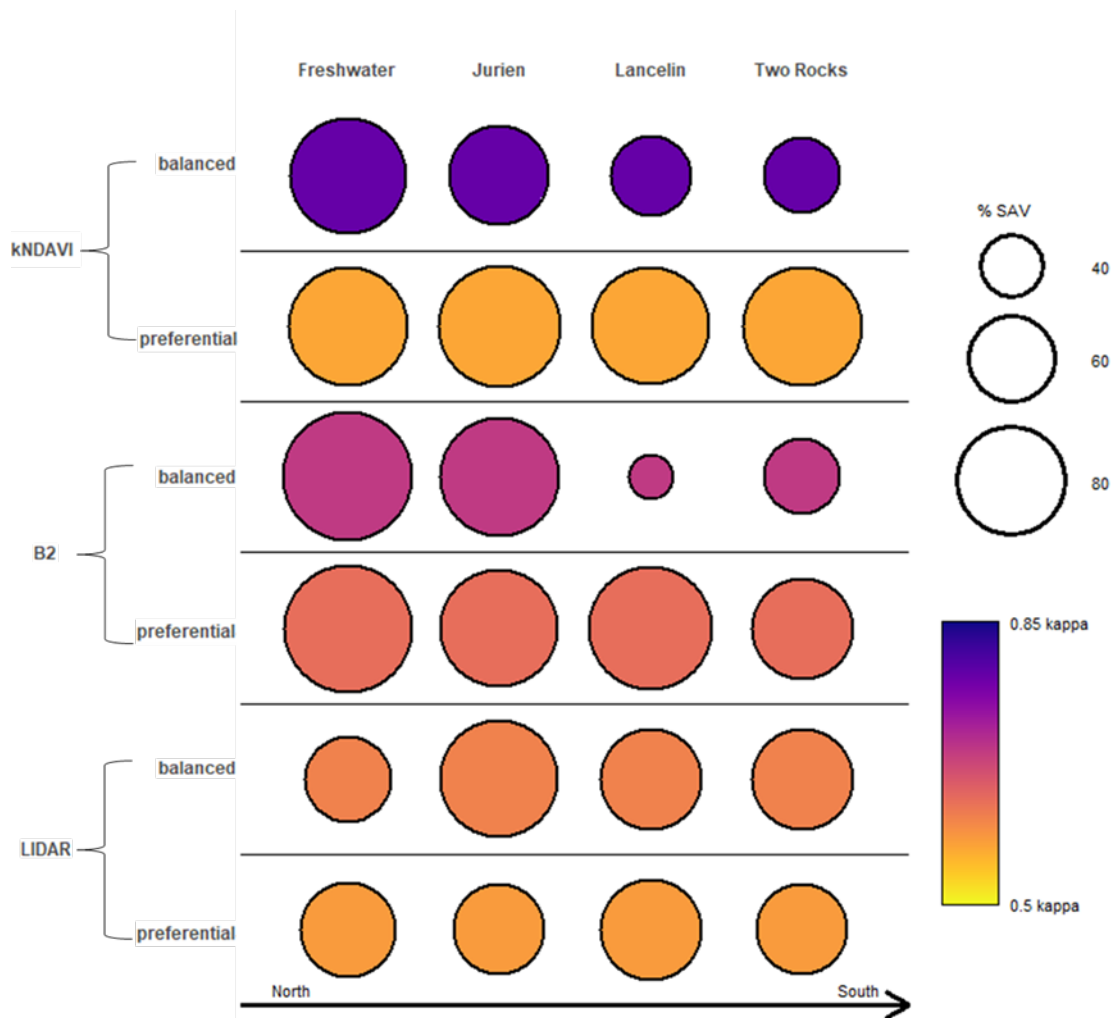 Freshwater Jurien Lancelin Two Rocks
balanced
kNDAVI
preferential
balanced
B2
preferential
balanced
LIDAR
preferential
North South
% SAV
40
60
80
0.85 kappa
0.5 kappa